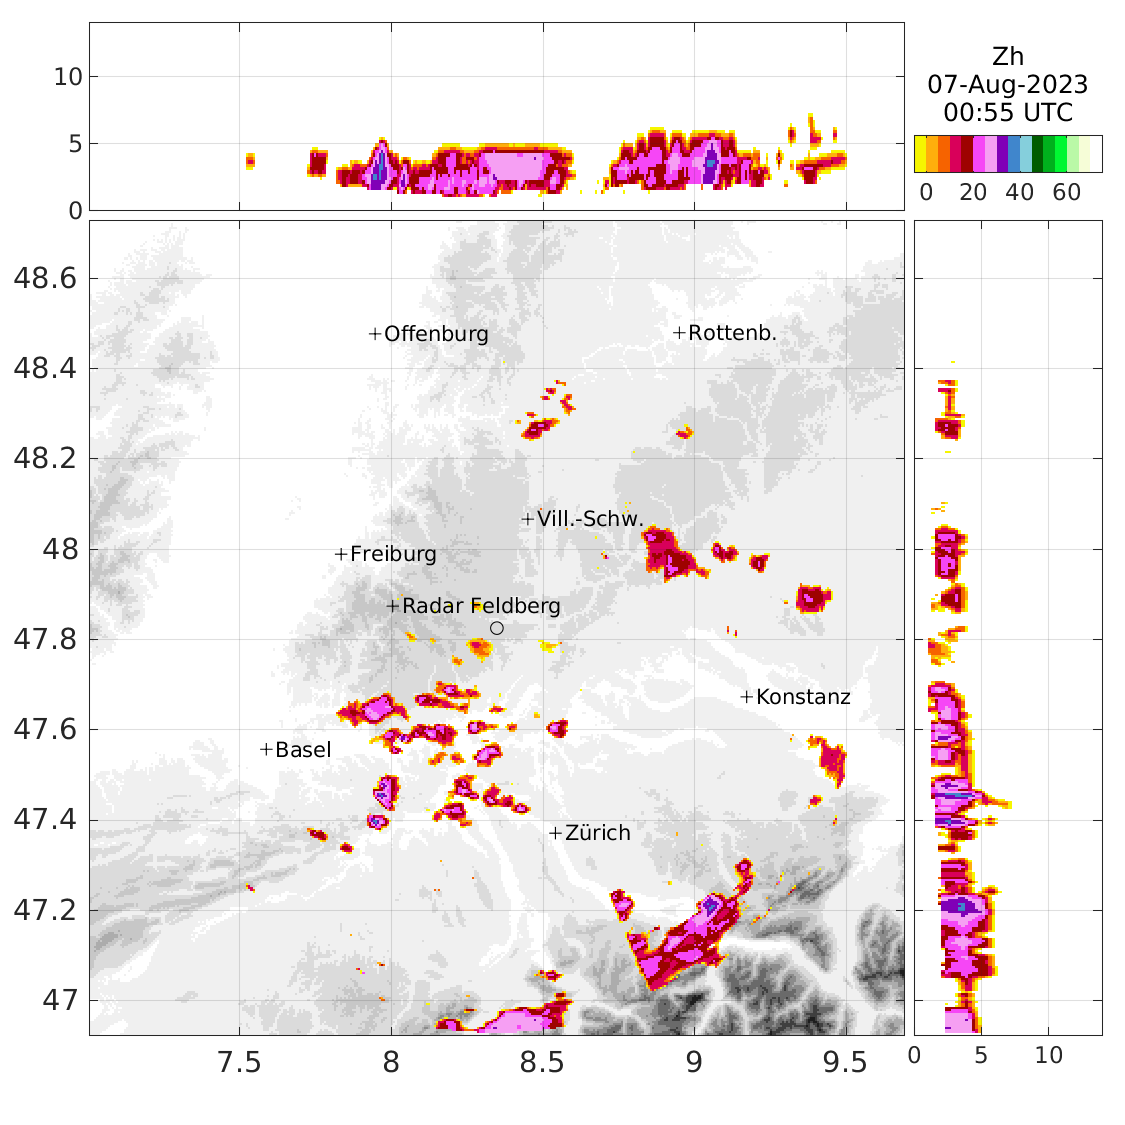 Zh
07-Aug-2023
00:55 UTC
0 20 40 60
10
5
0
48.6
48.4
48.2
48
47.8
47.6
47.4
47.2
47
+Offenburg
+Rottenb.
+Vill.-Schw.
+Freiburg
+Radar Feldberg
+Konstanz
+Basel
+Zürich
7.5 8 8.5 9 9.5
0 5 10